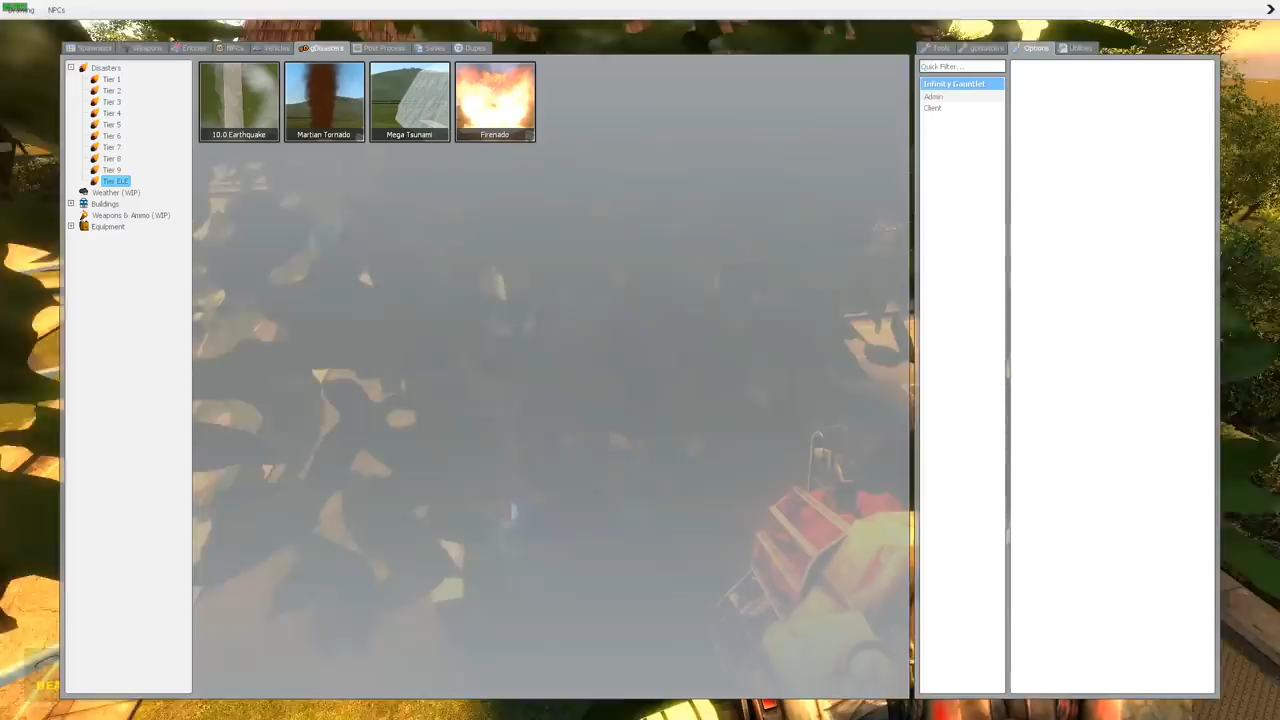 Drawing NPCs
Spawnlists Weapons Entities NPCs Vehicles gDisasters Post Process Saves Dupes
Tools gDisasters Options Utilities
Disasters
Tier 1
Tier 2
Tier 3
Tier 4
Tier 5
Tier 6
Tier 7
Tier 8
Tier 9
Tier ELE
Weather (WIP)
Buildings
Weapons & Ammo (WIP)
Equipment
10.0 Earthquake
Martian Tornado
Mega Tsunami
Firenado
Quick Filter...
Infinity Gauntlet
Admin
Client